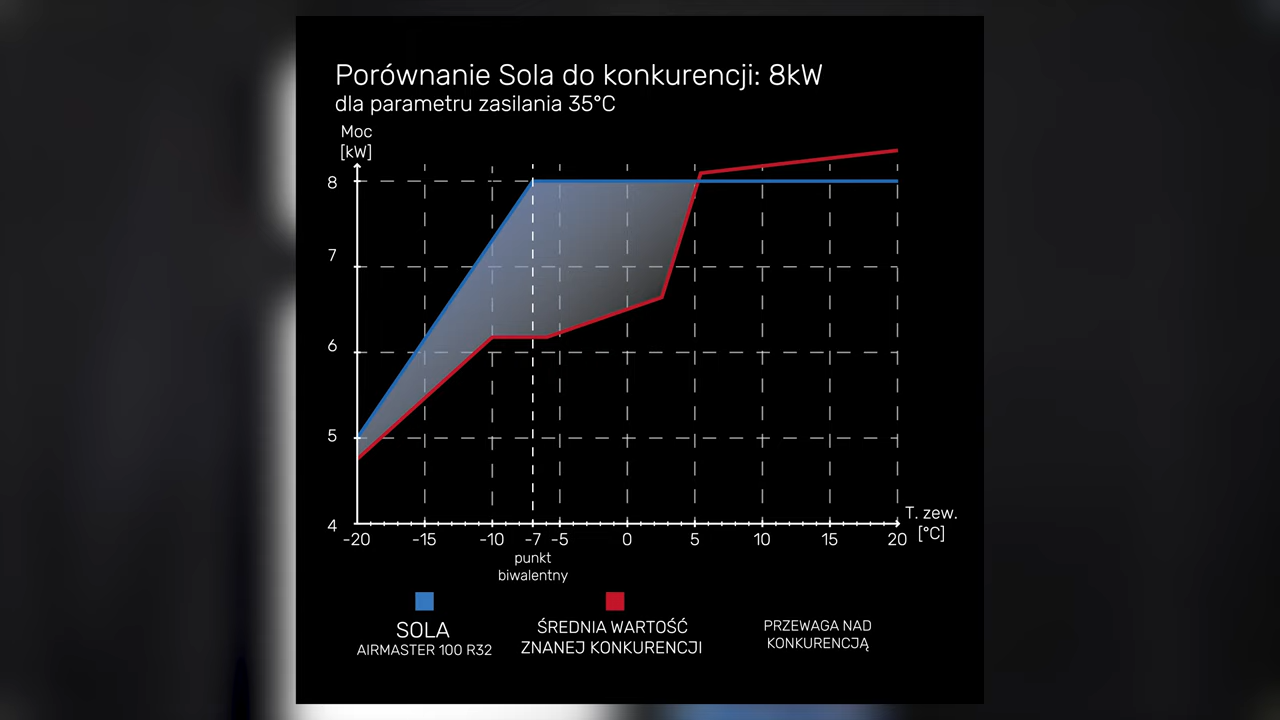 Porównanie Sola do konkurencji: 8kW
dla parametru zasilania 35°C
Moc
[kW]
8
7
6
5
4
-20 -15 -10 -7 -5 0 5 10 15 20
T. zew.
[°C]
punkt
biwalentny
SOLA
AIRMASTER 100 R32
ŚREDNIA WARTOŚĆ
ZNANEJ KONKURENCJI
PRZEWAGA NAD
KONKURENCJĄ